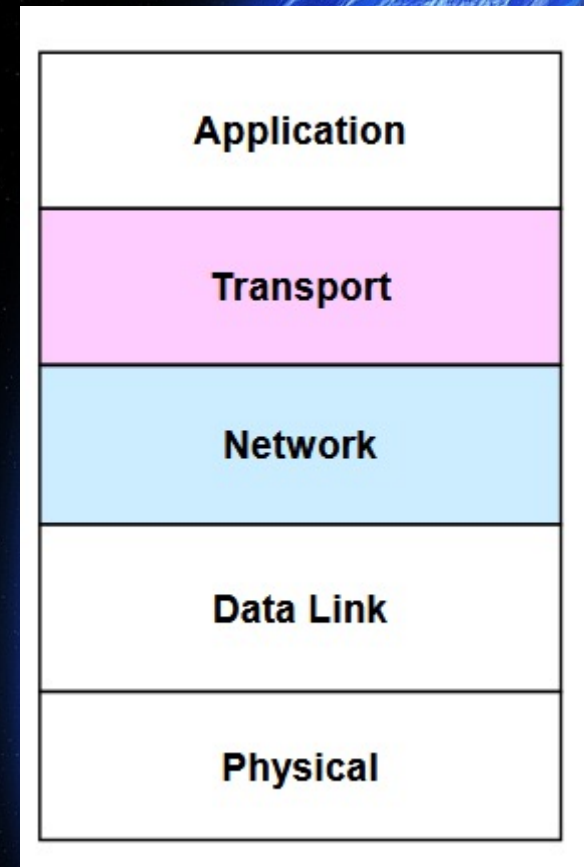 Application
Transport
Network
Data Link
Physical